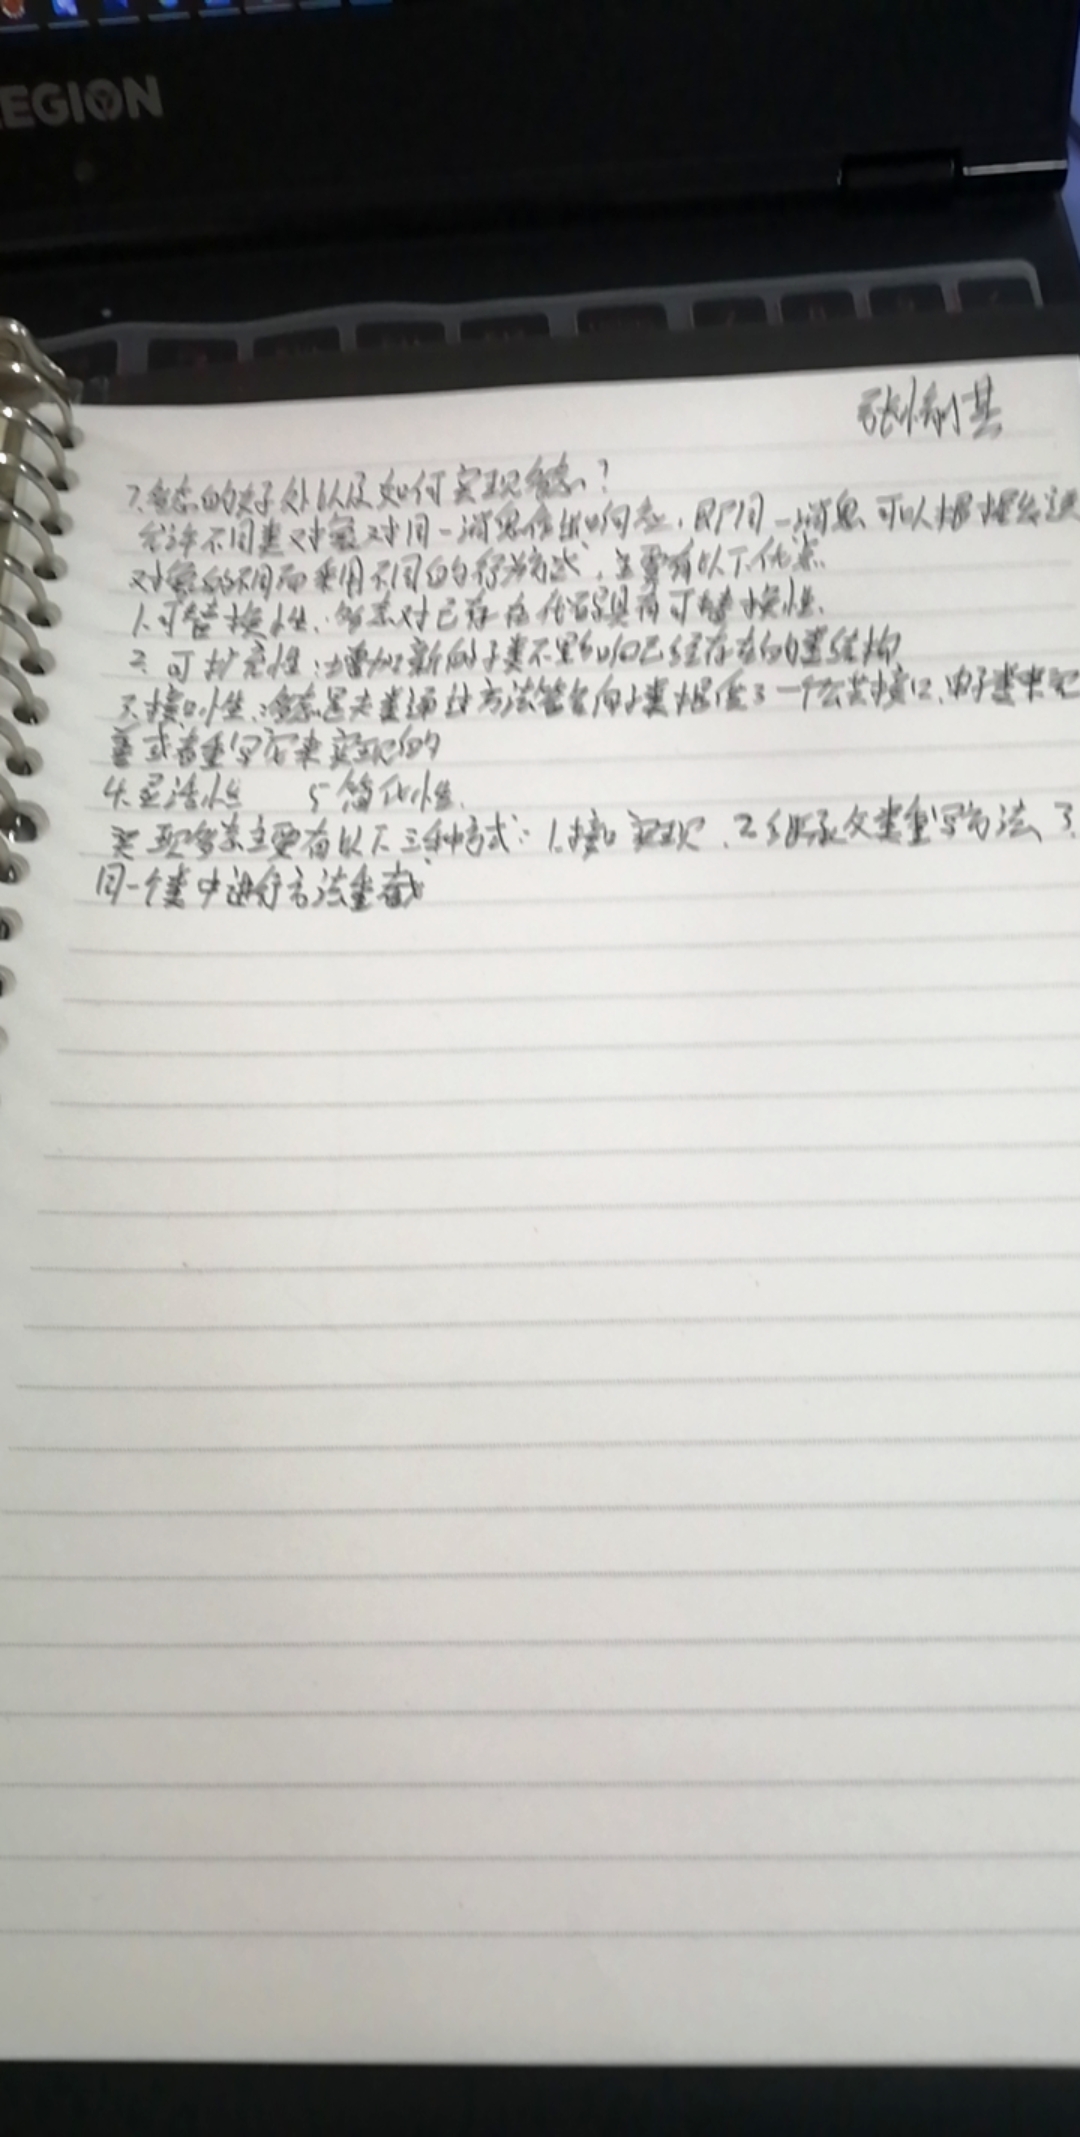 EGION
张
7.多态的好处以及如何实现多态?
允许不同类对象对同一消息作出响应,即同一消息可以根据发送
对象的不同而采用不同的行为方式,主要有以下优点
1.可替换性:多态对已存在代码具有可替换性.
2.可扩充性:增加新的子类不影响已经存在的类结构
3.接口性:多态是父类通过方法签名向子类提供了一个公共接口,由子类来完
善或者重写它来实现的
4.灵活性 5.简化性.
实现多态主要有以下三种方式:1.接口实现,2.继承父类重写方法3.
同一个类中进行方法重载